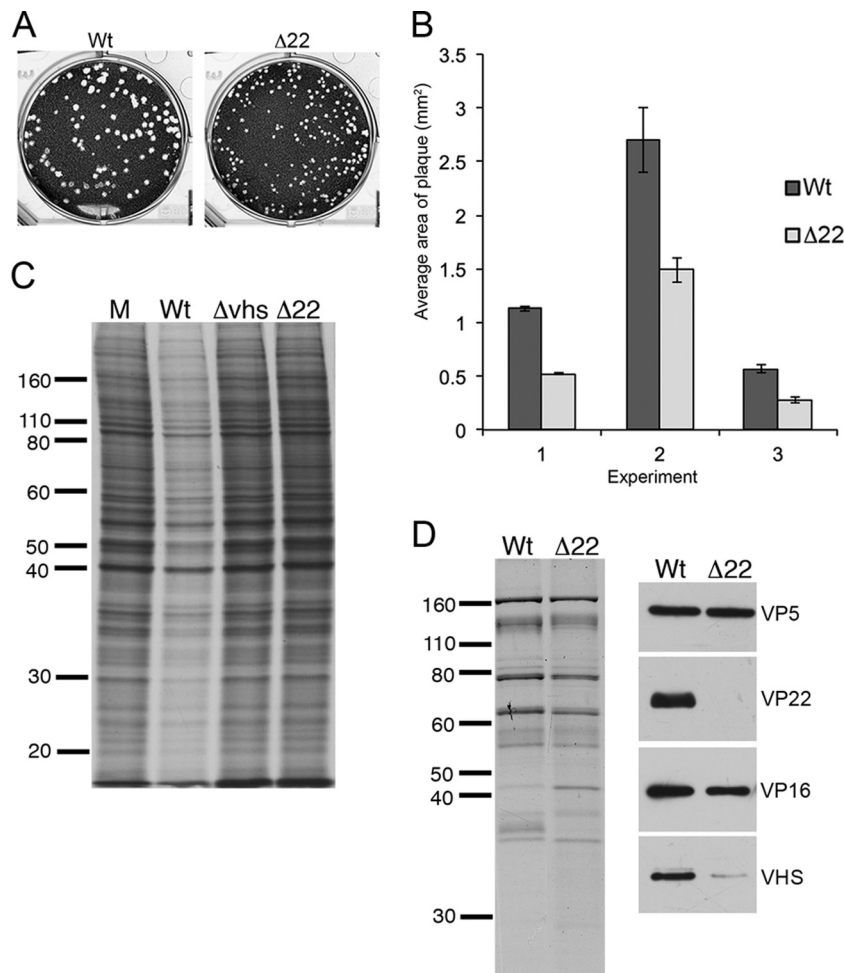 A
Wt Δ22
B
Average area of plaque (mm²)
3.5
3
2.5
2
1.5
1
0.5
0
1 2 3
Experiment
Wt
Δ22
C
M Wt Δvhs Δ22
160
110
80
60
50
40
30
20
D
Wt Δ22
160
110
80
60
50
40
30
Wt Δ22
VP5
VP22
VP16
VHS